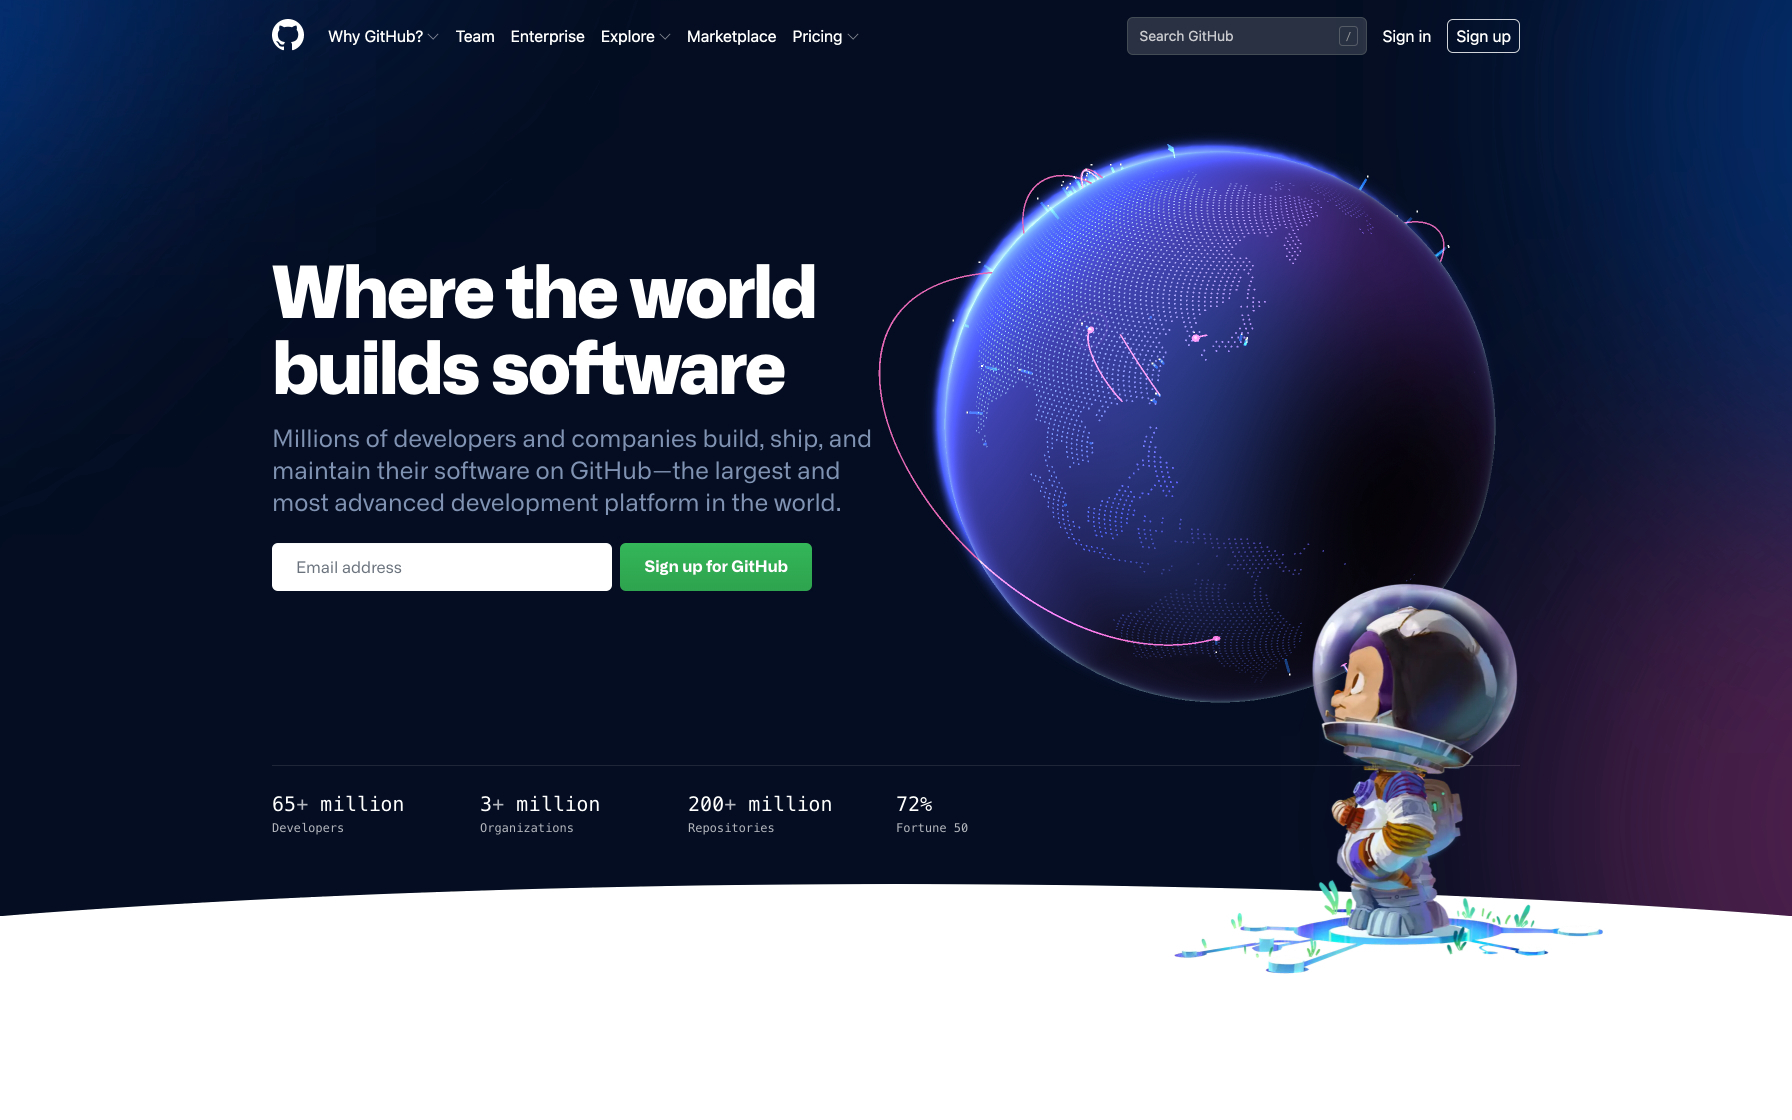 Why GitHub?
Team
Enterprise
Explore
Marketplace
Pricing
Search GitHub
/
Sign in
Sign up
Where the world
builds software
Millions of developers and companies build, ship, and
maintain their software on GitHub—the largest and
most advanced development platform in the world.
Email address
Sign up for GitHub
65+ million
Developers
3+ million
Organizations
200+ million
Repositories
72%
Fortune 50